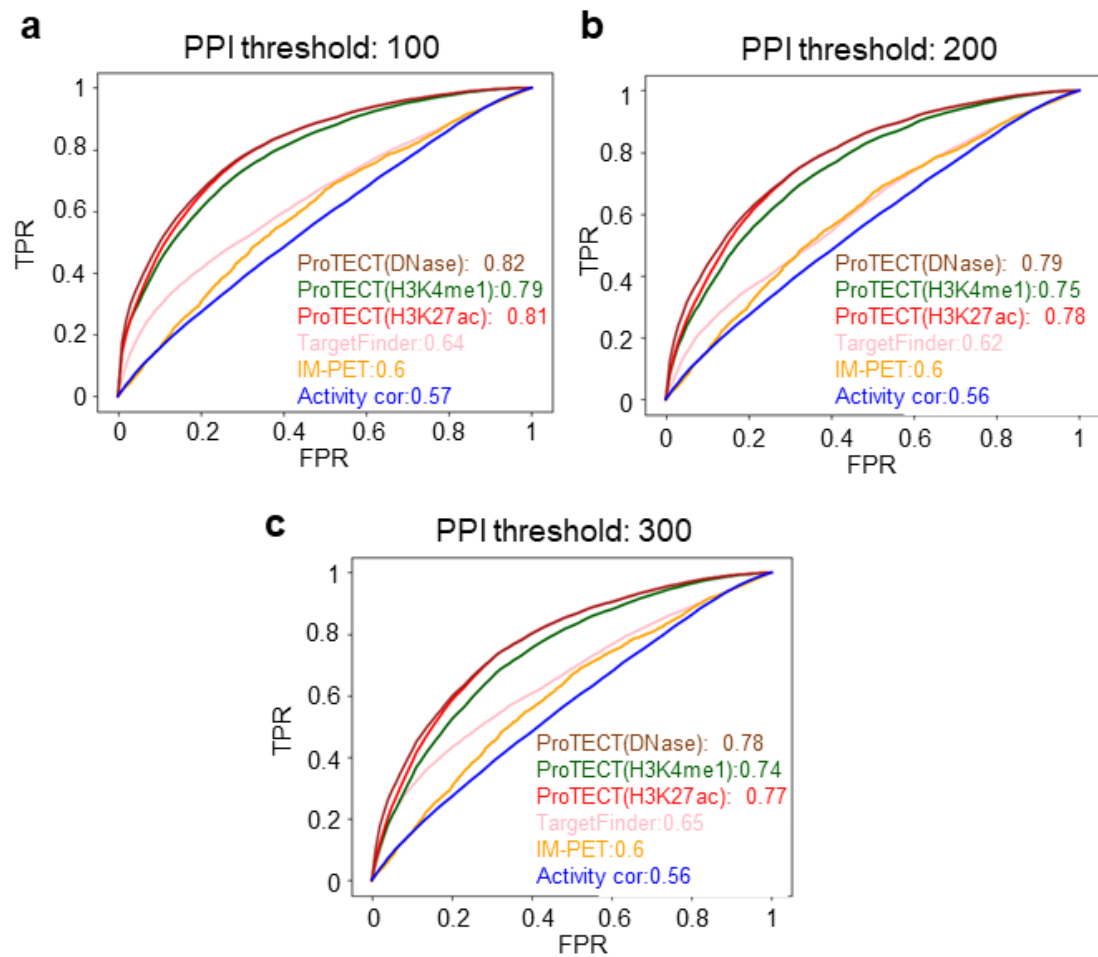 a
PPI threshold: 100
1
0.8
0.6
0.4
0.2
0
TPR
ProTECT(DNase): 0.82
ProTECT(H3K4me1):0.79
ProTECT(H3K27ac): 0.81
TargetFinder:0.64
IM-PET:0.6
Activity cor:0.57
0 0.2 0.4 0.6 0.8 1
FPR
b
PPI threshold: 200
1
0.8
0.6
0.4
0.2
0
TPR
ProTECT(DNase): 0.79
ProTECT(H3K4me1):0.75
ProTECT(H3K27ac): 0.78
TargetFinder:0.62
IM-PET:0.6
Activity cor:0.56
0 0.2 0.4 0.6 0.8 1
FPR
c
PPI threshold: 300
1
0.8
0.6
0.4
0.2
0
TPR
ProTECT(DNase): 0.78
ProTECT(H3K4me1):0.74
ProTECT(H3K27ac): 0.77
TargetFinder:0.65
IM-PET:0.6
Activity cor:0.56
0 0.2 0.4 0.6 0.8 1
FPR